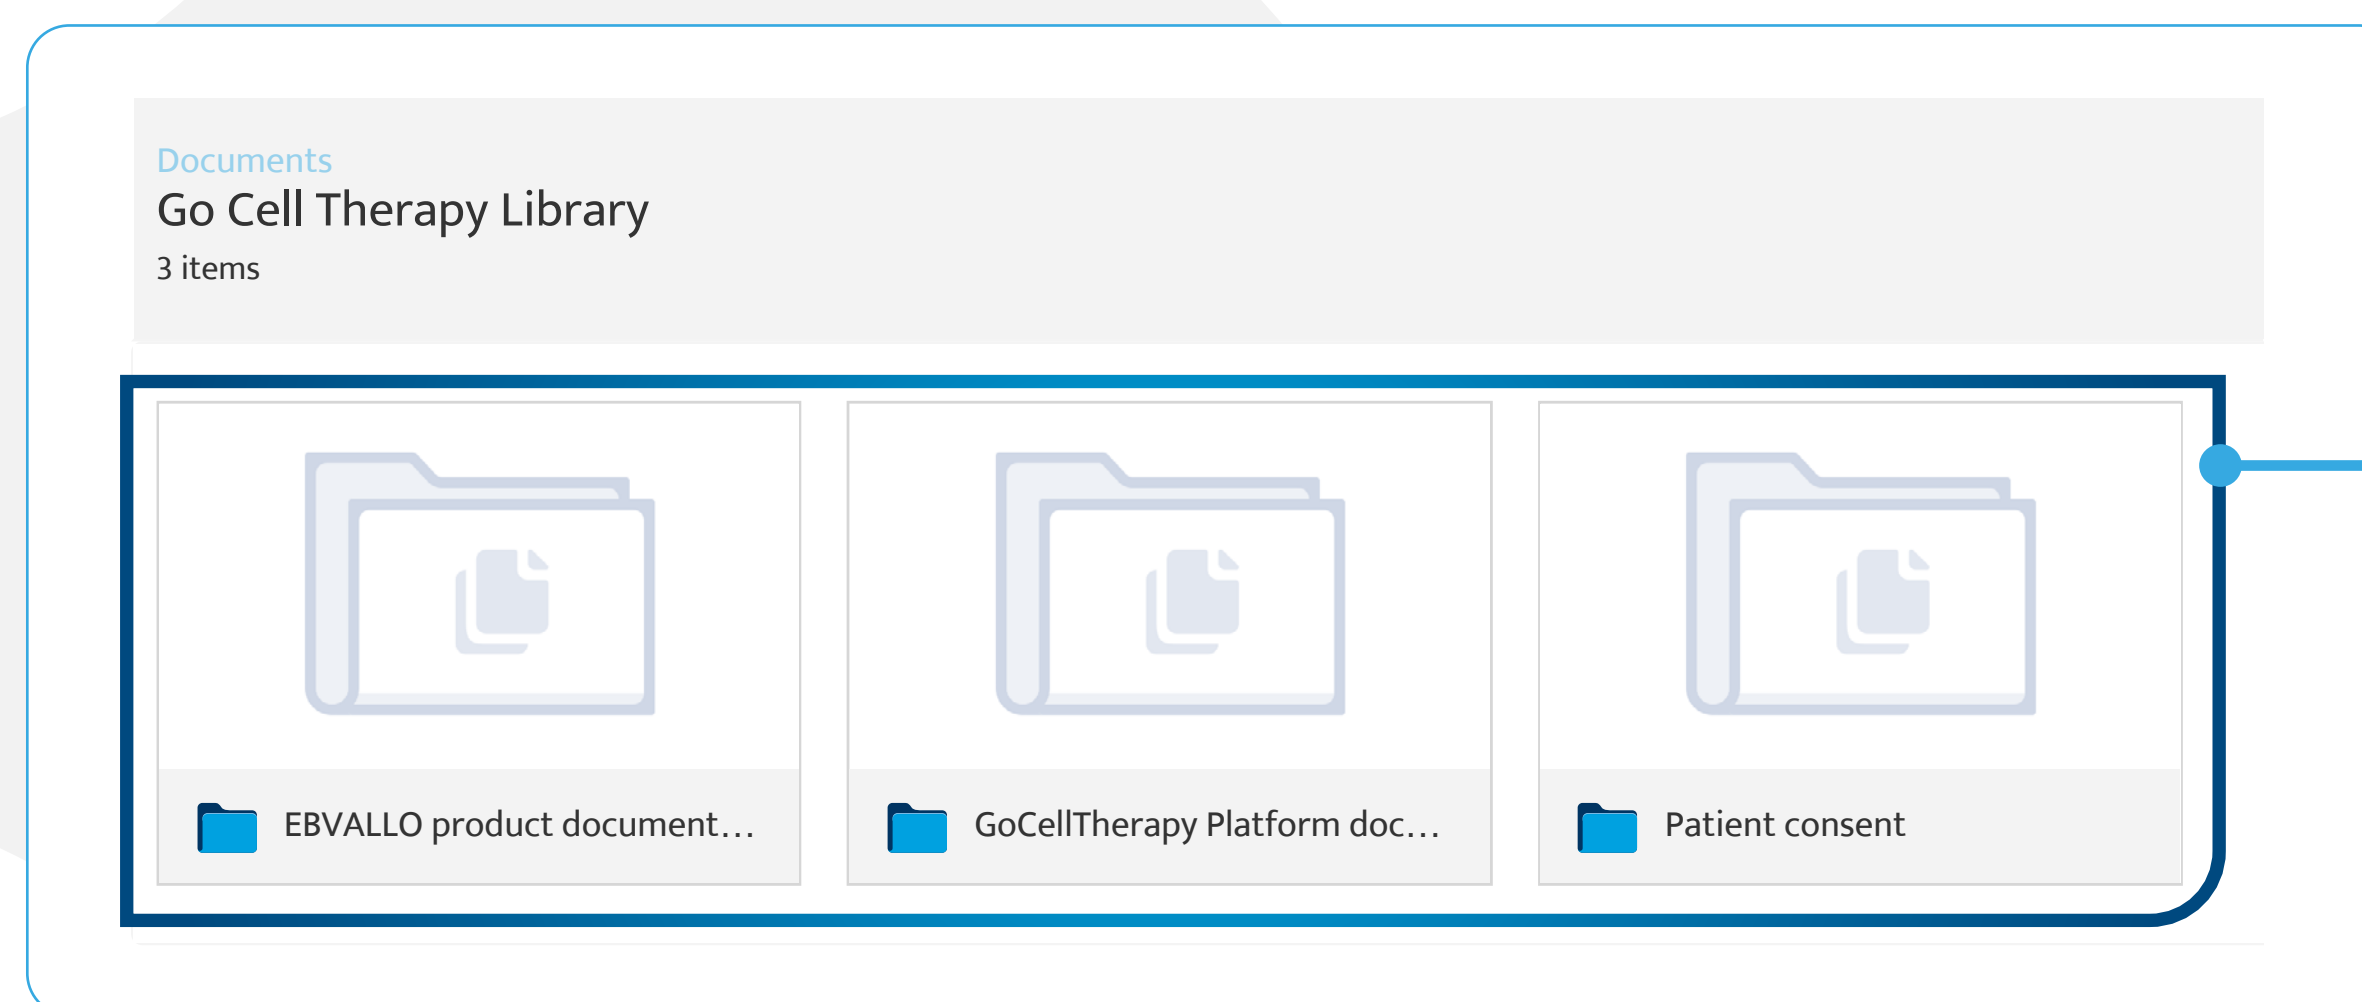 Documents
Go Cell Therapy Library
3 items
EBVALLO product document...
GoCellTherapy Platform doc...
Patient consent